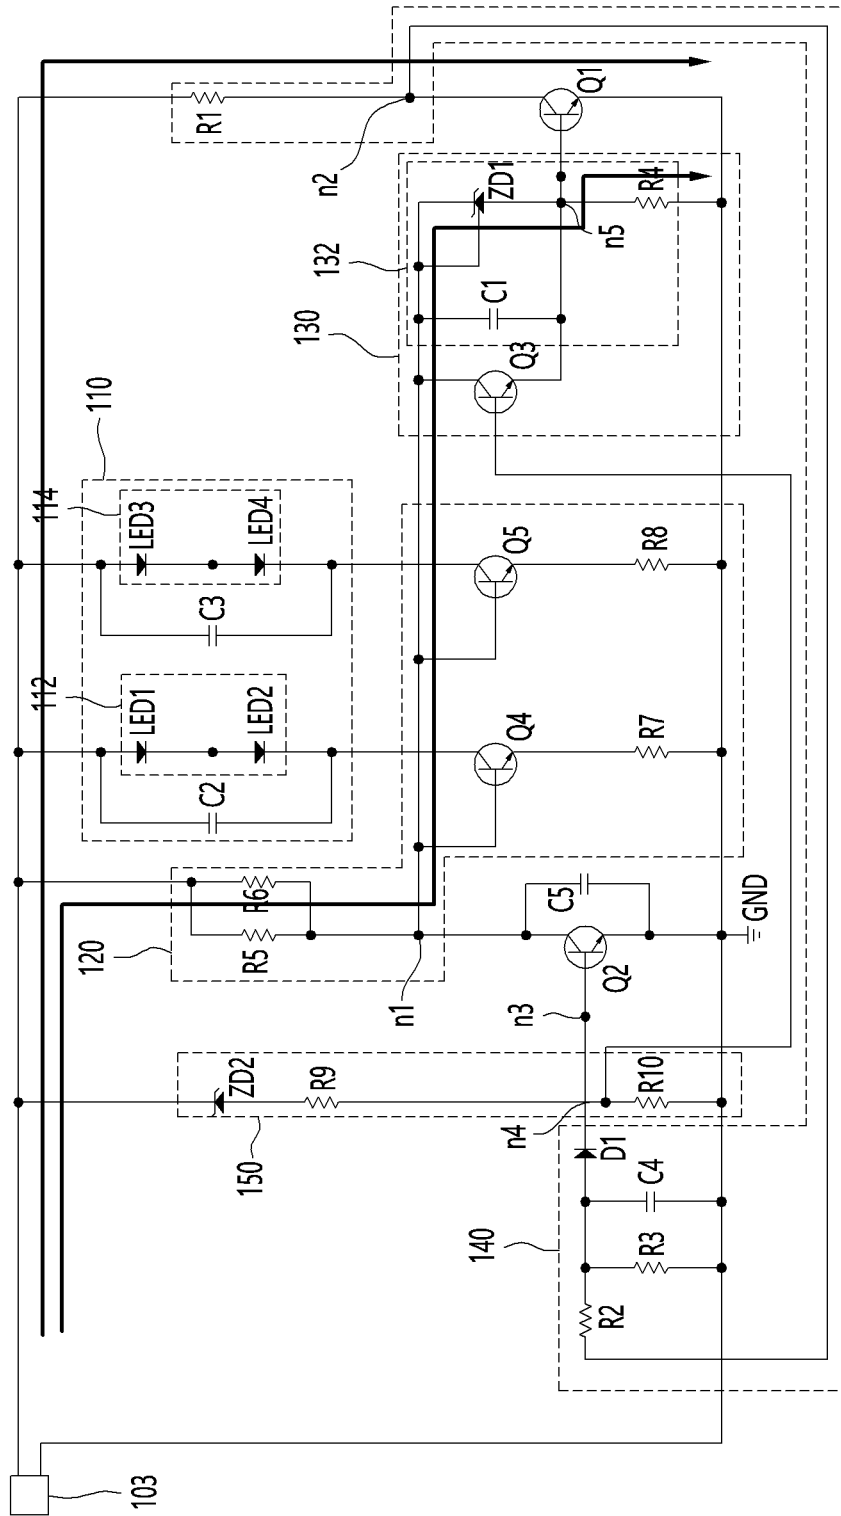 103
150
ZD2
R9
n4
R10
140
D1
C4
R3
R2
120
R5
R6
n1
n3
Q2
C5
GND
110
112
LED1
LED2
C2
Q4
R7
114
LED3
LED4
C3
Q5
R8
130
132
C1
Q3
ZD1
n5
R4
n2
R1
Q1